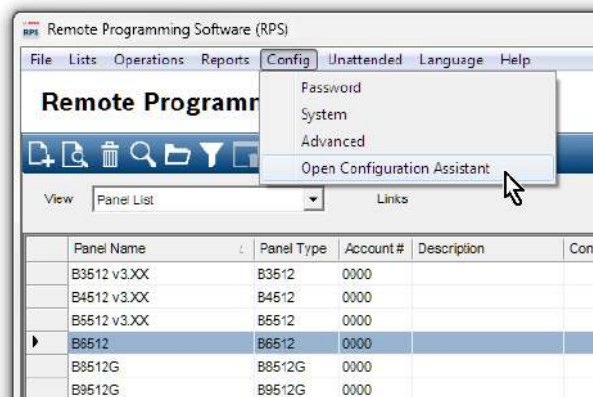 RPS Remote Programming Software (RPS)
File Lists Operations Reports Config Unattended Language Help
Password
Remote Programm
System
Advanced
Open Configuration Assistant
View Panel List Links
Panel Name Panel Type Account # Description Con
B3512 v3.XX B3512 0000
B4512 v3.XX B4512 0000
B5512 v3.XX B5512 0000
B6512 B6512 0000
B8512G B8512G 0000
B9512G B9512G 0000